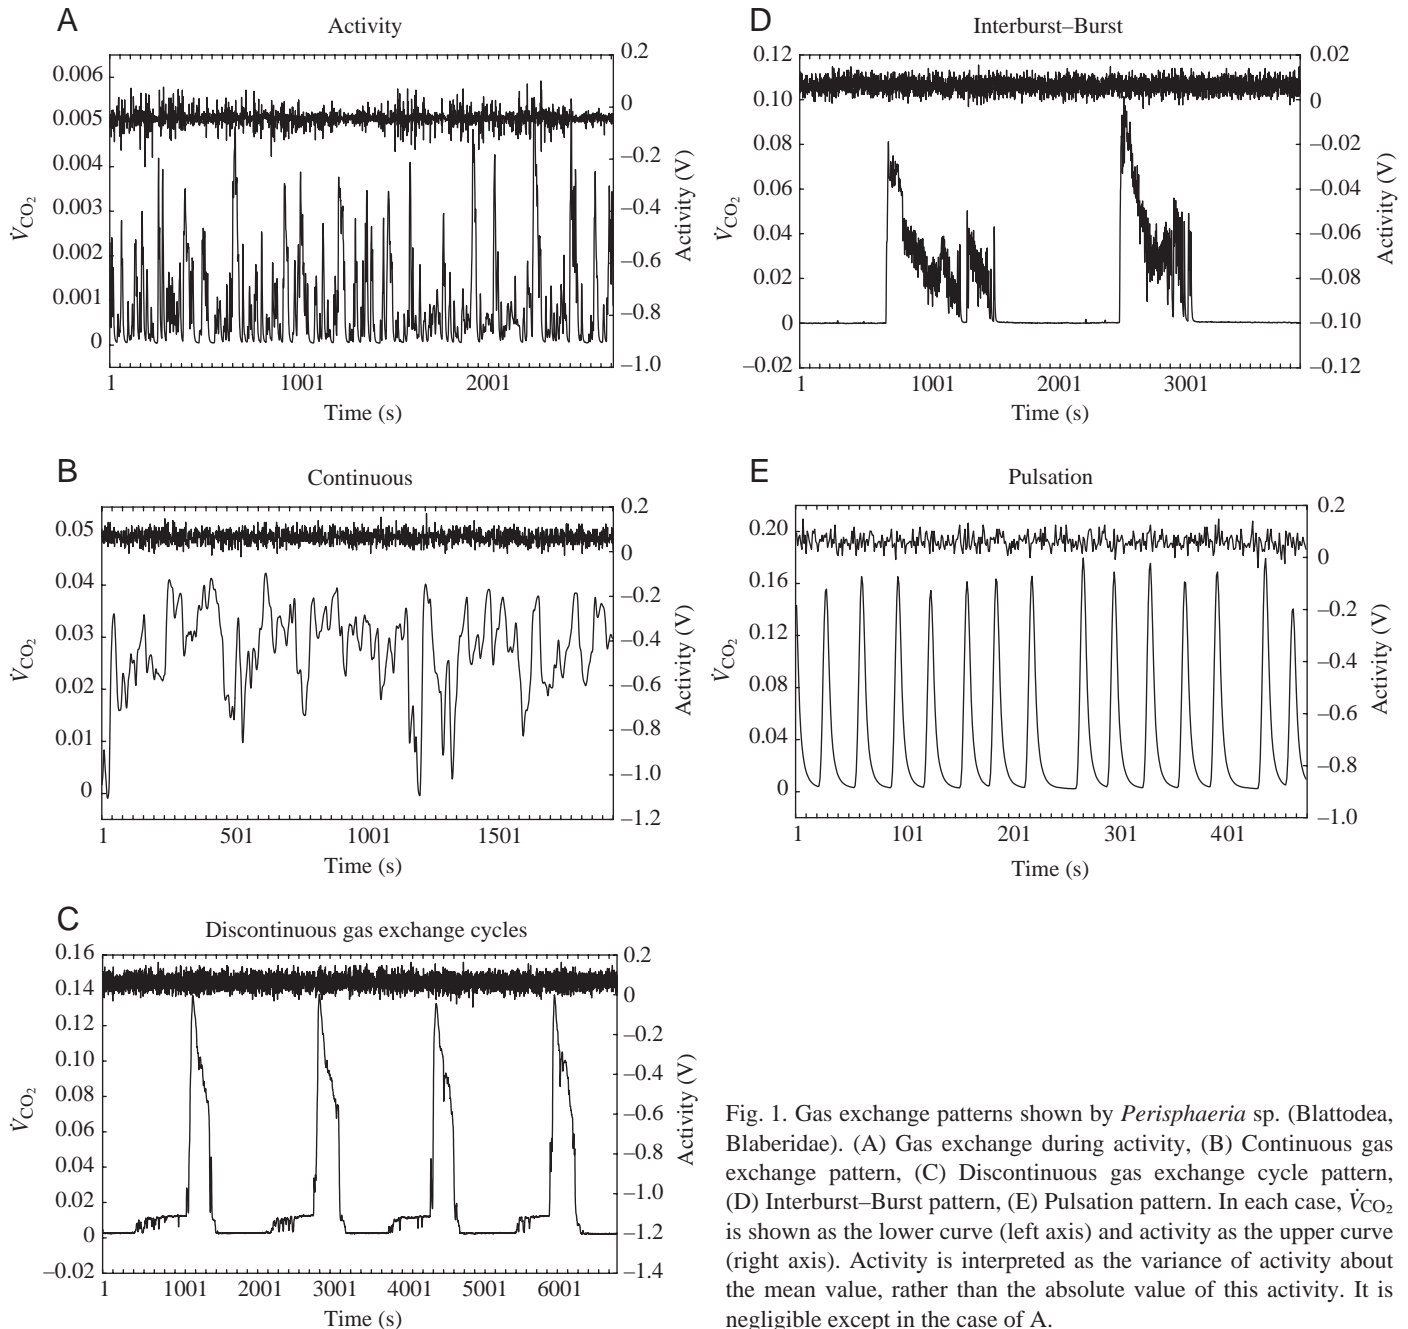 A
Activity
0.006
0.005
0.004
0.003
0.002
0.001
0
V̇CO₂
0.2
0
–0.2
–0.4
–0.6
–0.8
–1.0
Activity (V)
1 1001 2001
Time (s)
B
Continuous
0.05
0.04
0.03
0.02
0.01
0
V̇CO₂
0.2
0
–0.2
–0.4
–0.6
–0.8
–1.0
–1.2
Activity (V)
1 501 1001 1501
Time (s)
C
Discontinuous gas exchange cycles
0.16
0.14
0.12
0.10
0.08
0.06
0.04
0.02
0
–0.02
V̇CO₂
0.2
0
–0.2
–0.4
–0.6
–0.8
–1.0
–1.2
–1.4
Activity (V)
1 1001 2001 3001 4001 5001 6001
Time (s)
D
Interburst–Burst
0.12
0.10
0.08
0.06
0.04
0.02
0
–0.02
V̇CO₂
0.02
0
–0.02
–0.04
–0.06
–0.08
–0.10
–0.12
Activity (V)
1 1001 2001 3001
Time (s)
E
Pulsation
0.20
0.16
0.12
0.08
0.04
0
V̇CO₂
0.2
0
–0.2
–0.4
–0.6
–0.8
–1.0
Activity (V)
1 101 201 301 401
Time (s)
Fig. 1. Gas exchange patterns shown by Perisphaeria sp. (Blattodea,
Blaberidae). (A) Gas exchange during activity, (B) Continuous gas
exchange pattern, (C) Discontinuous gas exchange cycle pattern,
(D) Interburst–Burst pattern, (E) Pulsation pattern. In each case, V̇CO₂
is shown as the lower curve (left axis) and activity as the upper curve
(right axis). Activity is interpreted as the variance of activity about
the mean value, rather than the absolute value of this activity. It is
negligible except in the case of A.